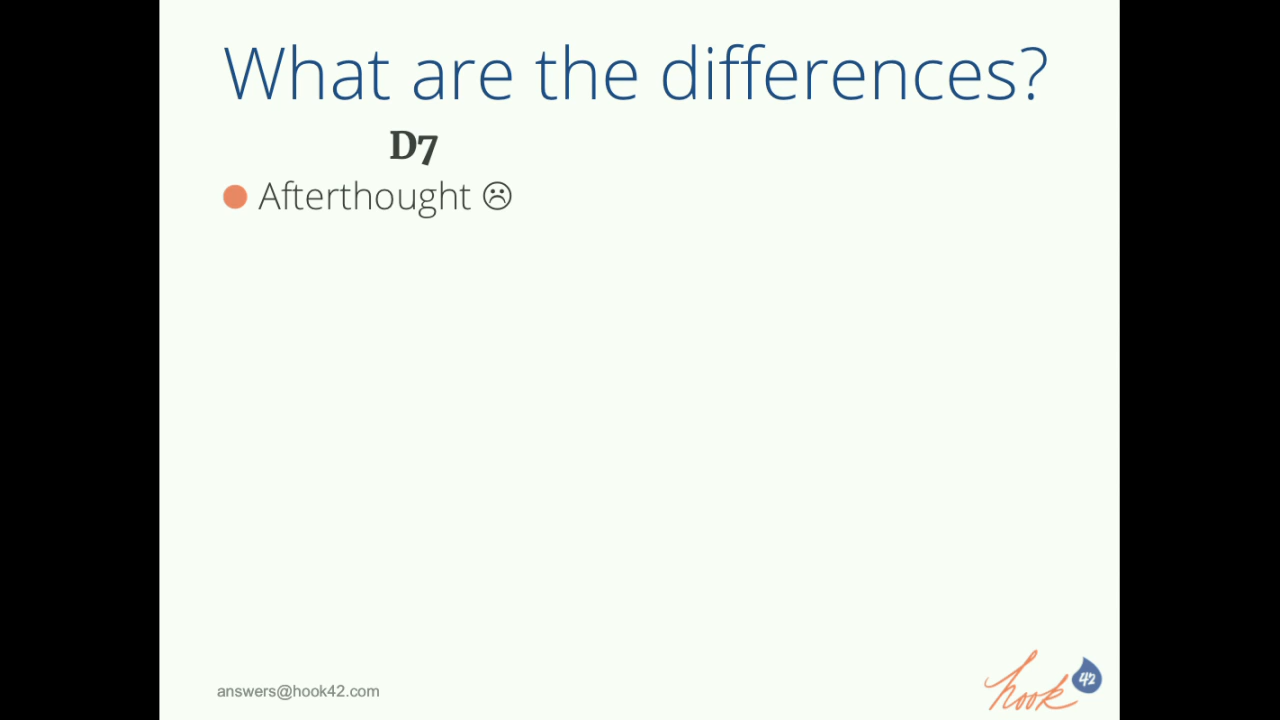 What are the differences?
D7
Afterthought ☹
answers@hook42.com
hook 42